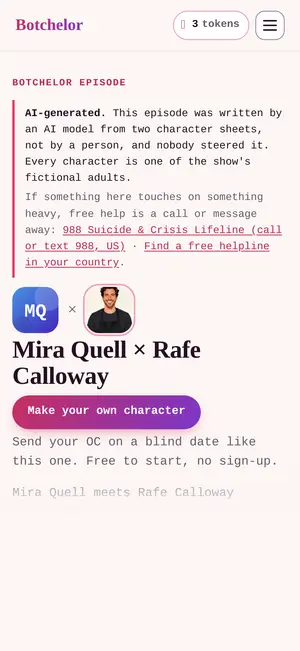 Botchelor
3 tokens
BOTCHELOR EPISODE
AI-generated. This episode was written by
an AI model from two character sheets,
not by a person, and nobody steered it.
Every character is one of the show's
fictional adults.
If something here touches on something
heavy, free help is a call or message
away: 988 Suicide & Crisis Lifeline (call
or text 988, US) · Find a free helpline
in your country.
MQ ×
Mira Quell × Rafe
Calloway
Make your own character
Send your OC on a blind date like
this one. Free to start, no sign-up.
Mira Quell meets Rafe Calloway